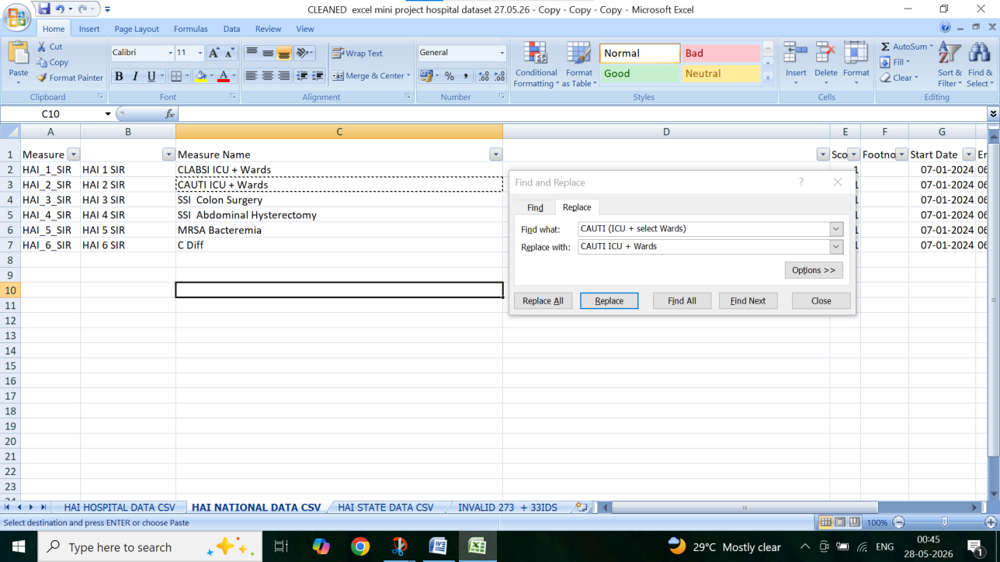 CLEANED excel mini project hospital dataset 27.05.26 - Copy - Copy - Copy - Microsoft Excel
Home Insert Page Layout Formulas Data Review View
Paste Cut Copy Format Painter
Calibri 11 A A Wrap Text General
B I U A Merge & Center % ,
Conditional Formatting Format as Table
Normal Bad Good Neutral
Insert Delete Format
Σ AutoSum Fill Clear Sort & Filter Find & Select
Clipboard Font Alignment Number Styles Cells Editing
C10 fx
A B C D E F G
1 Measure Measure Name Sco Footno Start Date En
2 HAI_1_SIR HAI 1 SIR CLABSI ICU + Wards 1 07-01-2024 06
3 HAI_2_SIR HAI 2 SIR CAUTI ICU + Wards 07-01-2024 06
4 HAI_3_SIR HAI 3 SIR SSI Colon Surgery 07-01-2024 06
5 HAI_4_SIR HAI 4 SIR SSI Abdominal Hysterectomy 07-01-2024 06
6 HAI_5_SIR HAI 5 SIR MRSA Bacteremia 07-01-2024 06
7 HAI_6_SIR HAI 6 SIR C Diff 07-01-2024 06
8
9
10
11
12
13
14
15
16
17
18
19
20
21
22
23
Find and Replace ?
Find Replace
Find what: CAUTI (ICU + select Wards)
Replace with: CAUTI ICU + Wards
Options >>
Replace All Replace Find All Find Next Close
HAI HOSPITAL DATA CSV HAI NATIONAL DATA CSV HAI STATE DATA CSV INVALID 273 + 33IDS
Select destination and press ENTER or choose Paste 100%
Type here to search 29°C Mostly clear ENG 00:45
28-05-2026 1